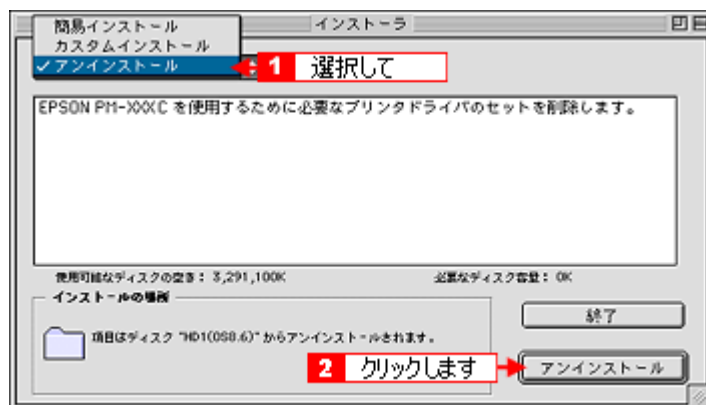 インストーラ
簡易インストール
カスタムインストール
✓アンインストール
1 選択して
EPSON PM-XXXC を使用するために必要なプリンタドライバのセットを削除します。
使用可能なディスクの空き： 3,291,100K
必要なディスク容量： 0K
インストールの場所
項目はディスク "HD1(OS8.6)" からアンインストールされます。
終了
2 クリックします
アンインストール